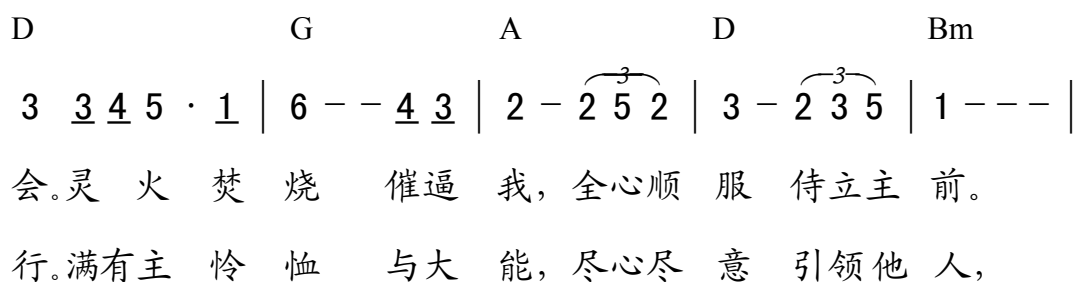 D G A D Bm
3 3 4 5 · 1 | 6 - - 4 3 | 2 - 2 5 2 | 3 - 2 3 5 | 1 - - - |
3 3
会。灵 火 焚 烧 催逼 我，全心顺 服 侍立主 前。
行。满有主 怜 恤 与大 能，尽心尽 意 引领他 人，